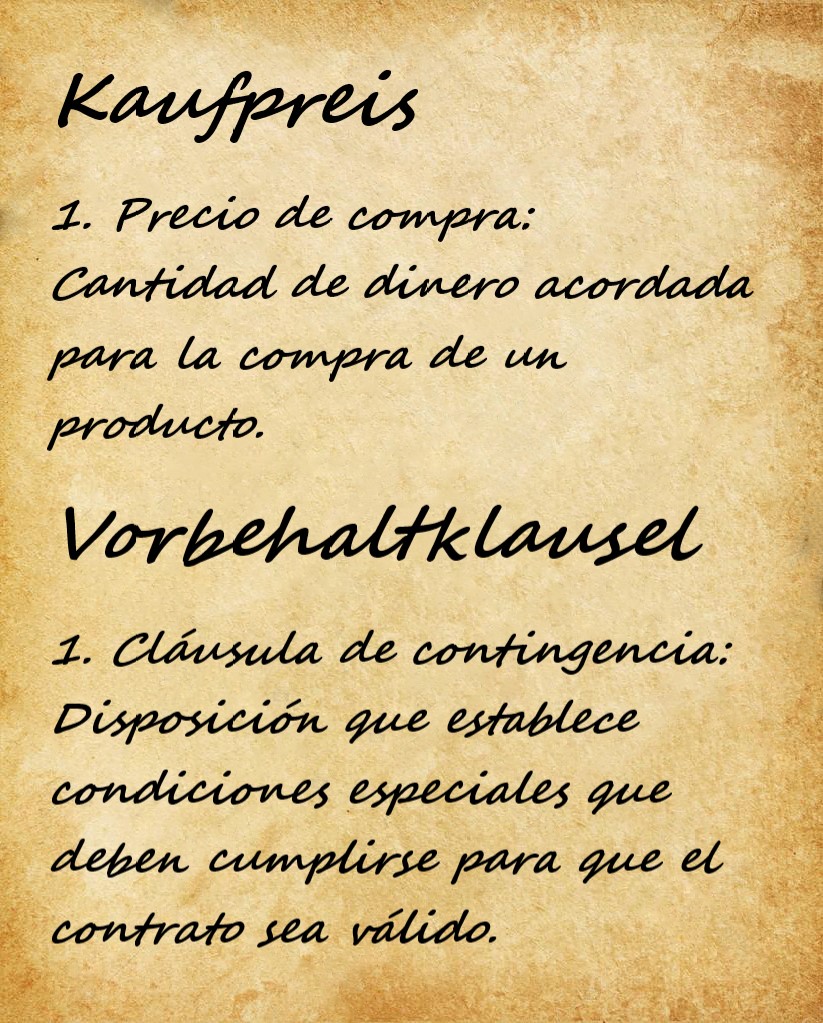 Kaufpreis
1. Precio de compra:
Cantidad de dinero acordada
para la compra de un
producto.
Vorbehaltklausel
1. Cláusula de contingencia:
Disposición que establece
condiciones especiales que
deben cumplirse para que el
contrato sea válido.